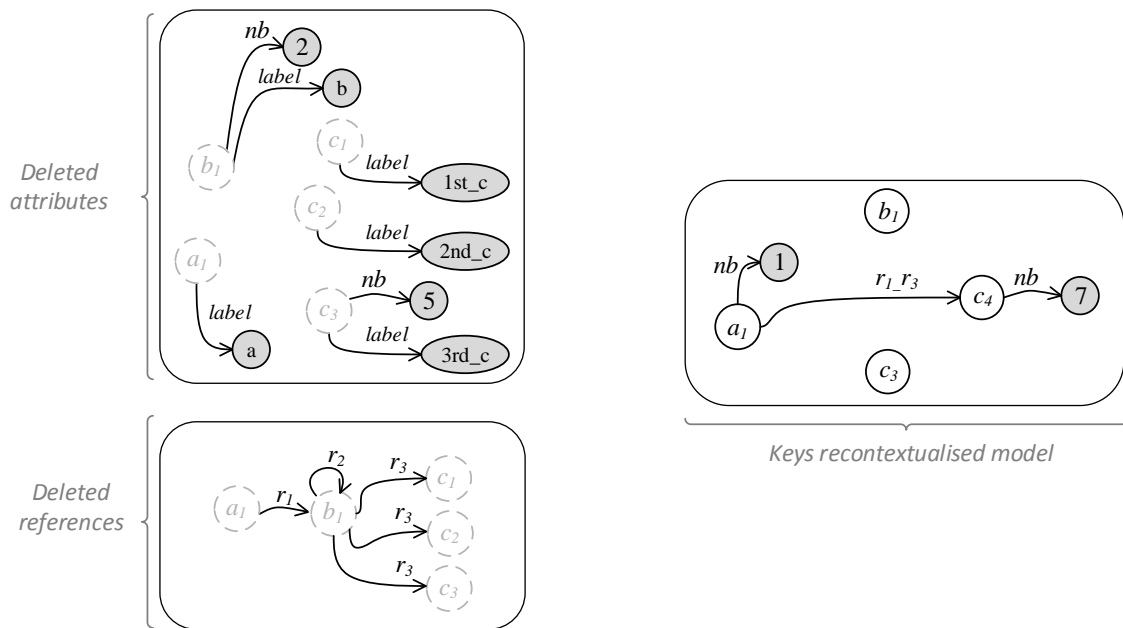 Deleted
attributes
nb
2
label
b
b1
c1
label
1st_c
c2
label
2nd_c
a1
label
a
nb
5
c3
label
3rd_c
Deleted
references
r2
r3
c1
a1
r1
b1
r3
c2
r3
c3
b1
nb
1
r1_r3
c4
nb
7
a1
c3
Keys recontextualised model